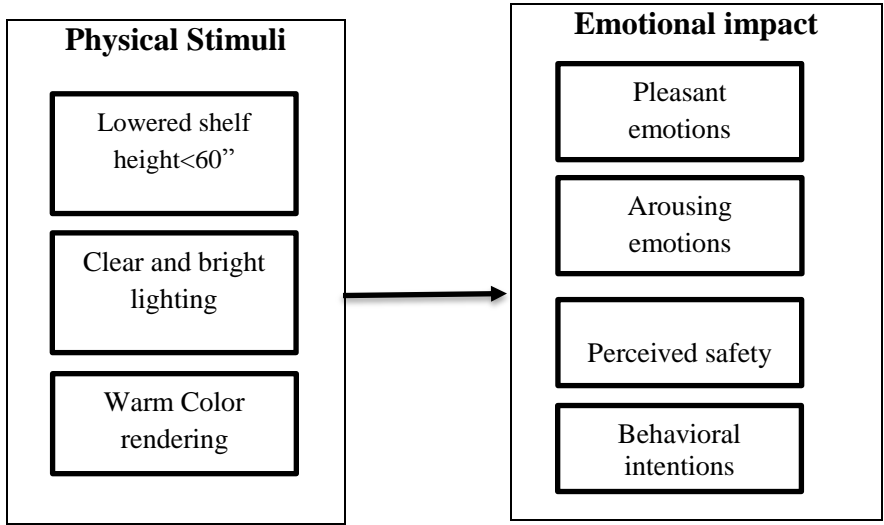 Physical Stimuli
Lowered shelf
height<60”
Clear and bright
lighting
Warm Color
rendering
Emotional impact
Pleasant
emotions
Arousing
emotions
Perceived safety
Behavioral
intentions